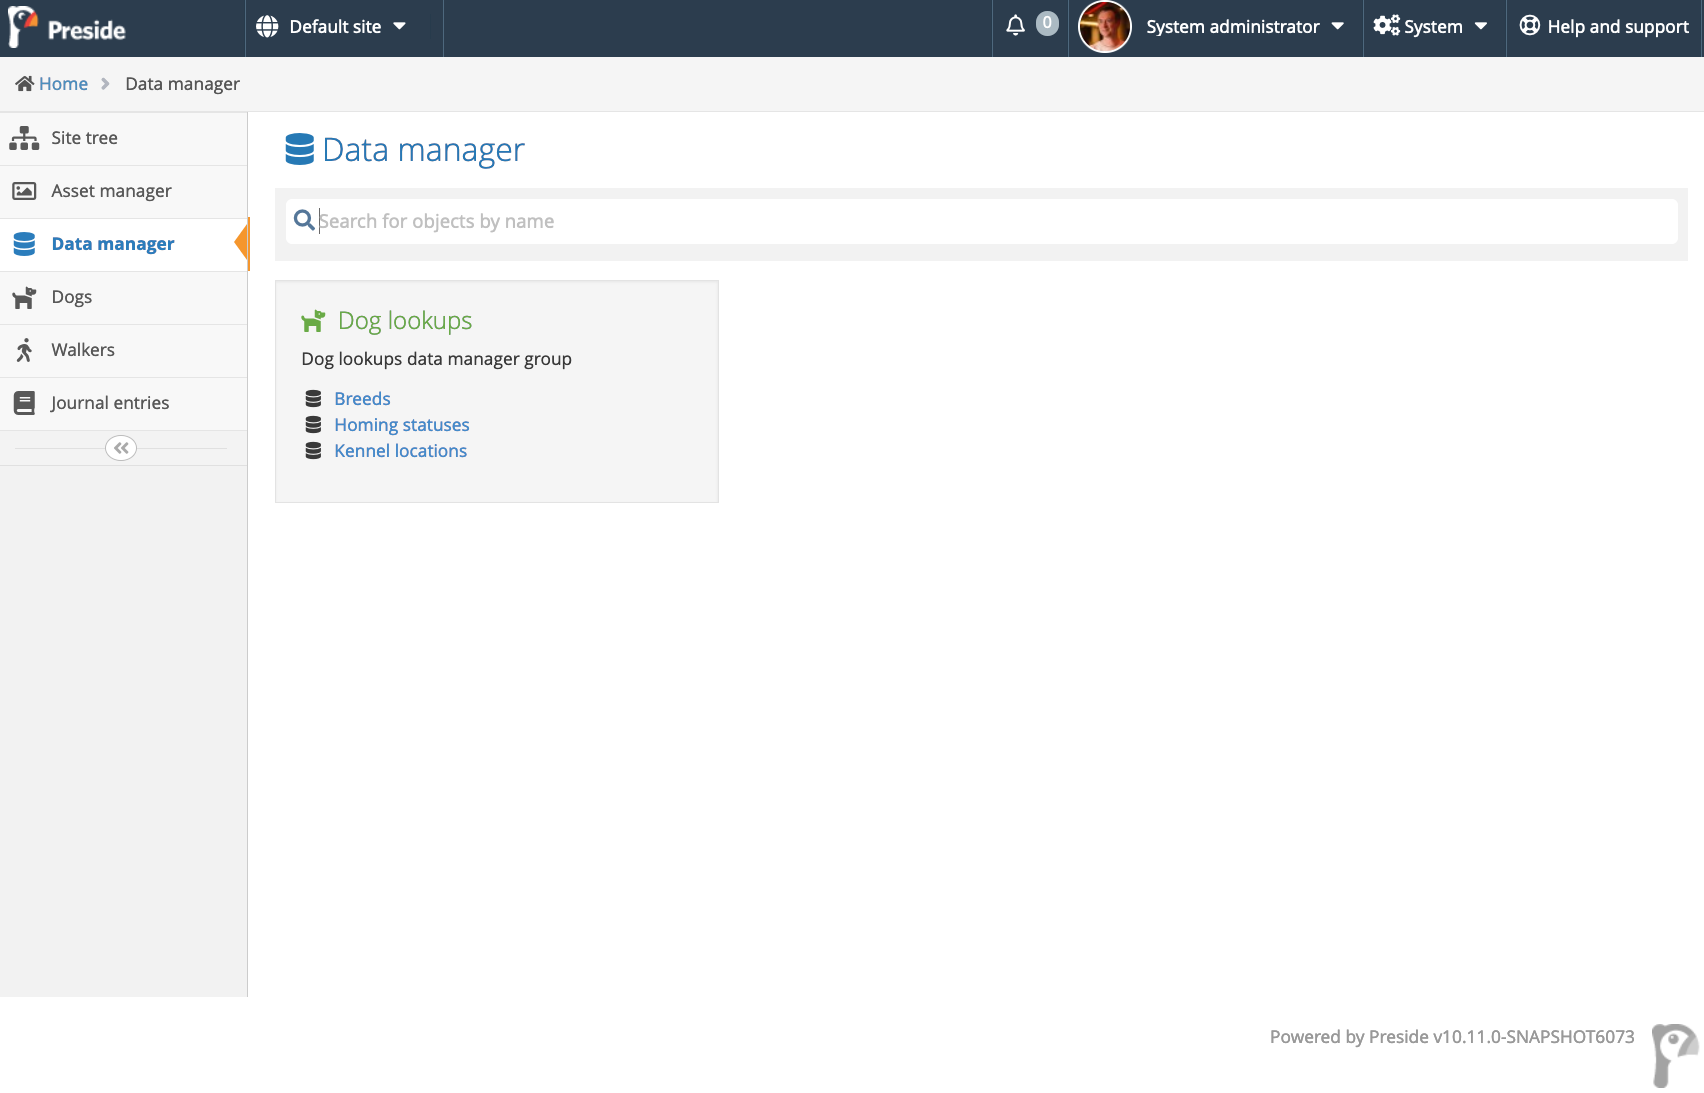 Preside
Default site
0
System administrator
System
Help and support
Home
Data manager
Site tree
Asset manager
Data manager
Dogs
Walkers
Journal entries
Data manager
Search for objects by name
Dog lookups
Dog lookups data manager group
Breeds
Homing statuses
Kennel locations
Powered by Preside v10.11.0-SNAPSHOT6073